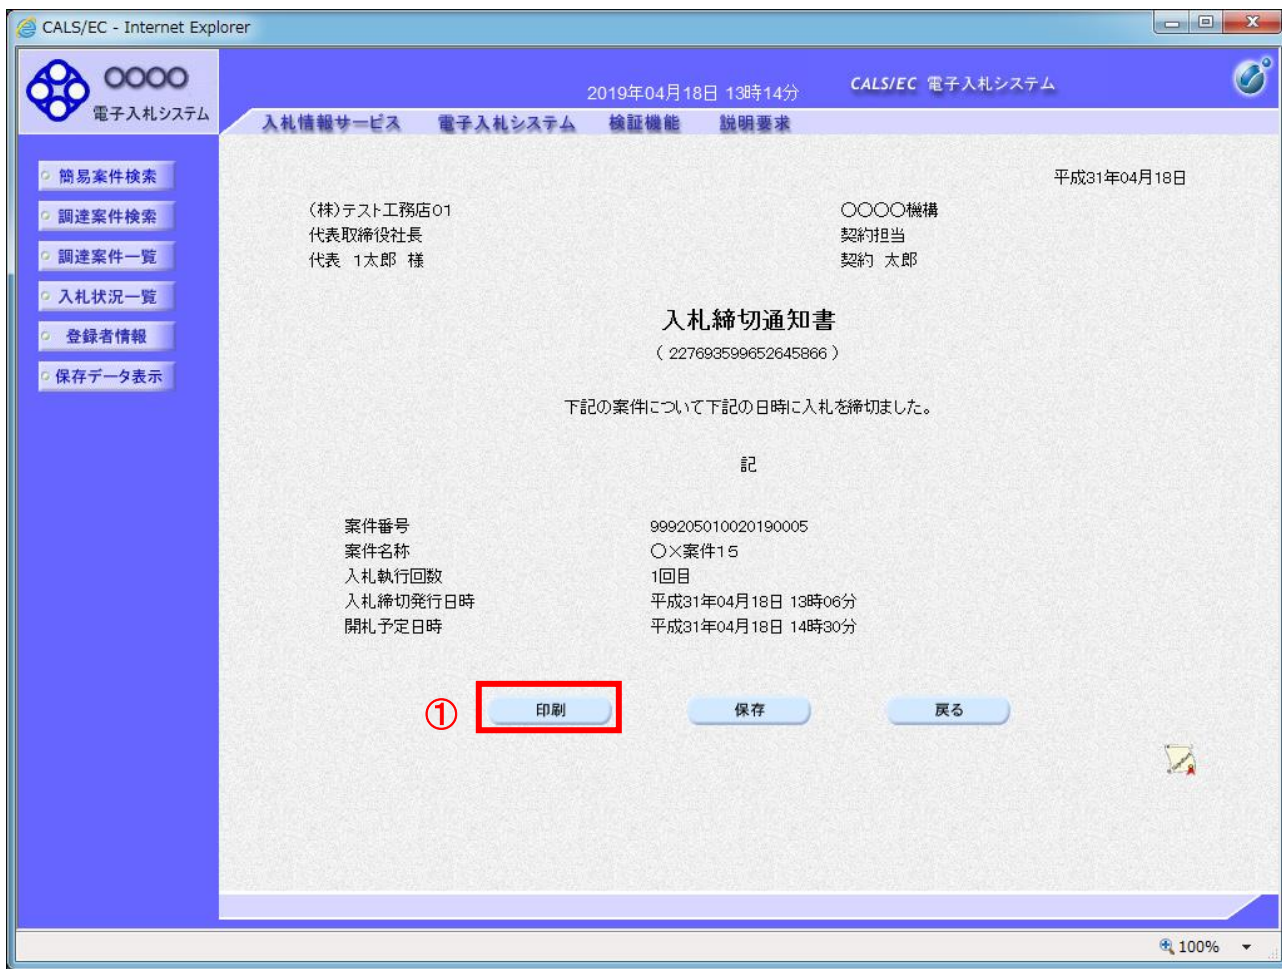 CALS/EC - Internet Explorer
○○○○
電子入札システム
2019年04月18日 13時14分
CALS/EC 電子入札システム
入札情報サービス 電子入札システム 検証機能 説明要求
簡易案件検索
調達案件検索
調達案件一覧
入札状況一覧
登録者情報
保存データ表示
平成31年04月18日
(株)テスト工務店01
代表取締役社長
代表 1太郎 様
○○○○機構
契約担当
契約 太郎
入札締切通知書
( 227693599652645866 )
下記の案件について下記の日時に入札を締切ました。
記
案件番号 999205010020190005
案件名称 ○×案件15
入札執行回数 1回目
入札締切発行日時 平成31年04月18日 13時06分
開札予定日時 平成31年04月18日 14時30分
① 印刷 保存 戻る
100%